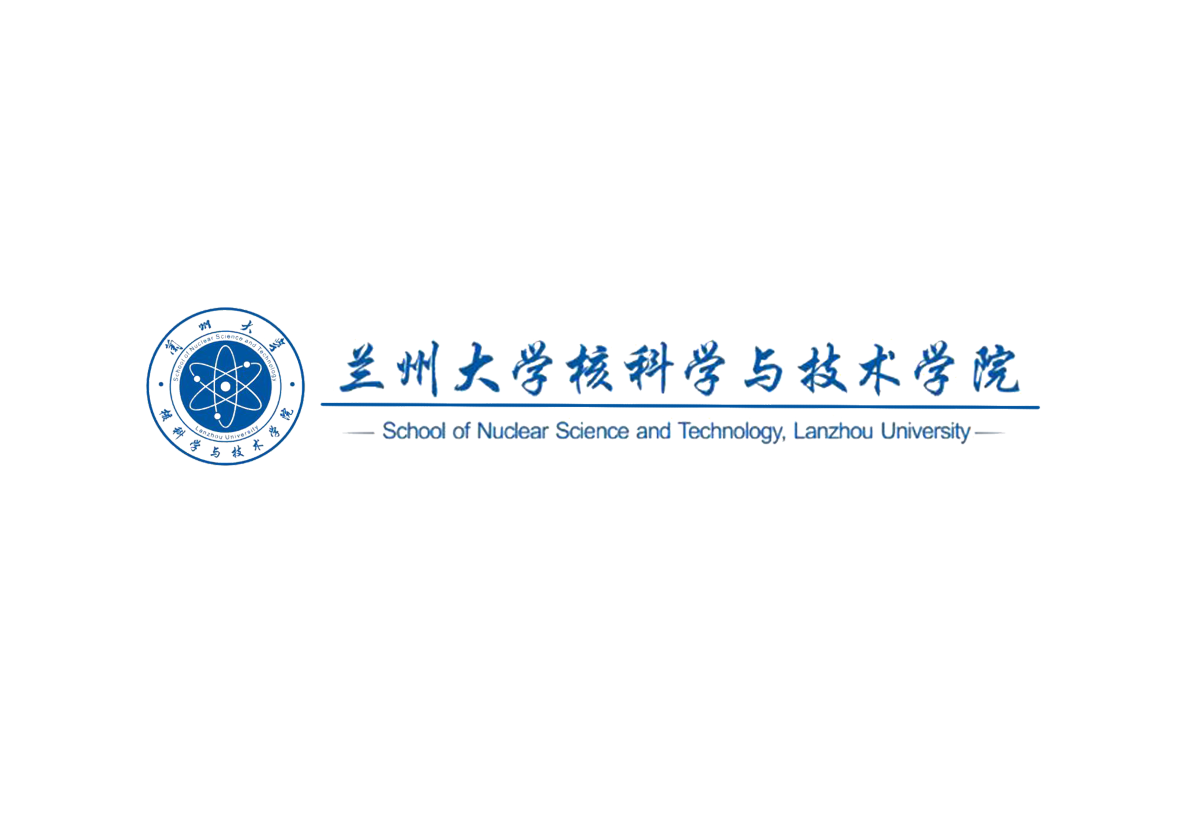 蘭州大学
School of Nuclear Science and Technology
Lanzhou University
核科学与技术学院
兰州大学核科学与技术学院
School of Nuclear Science and Technology, Lanzhou University